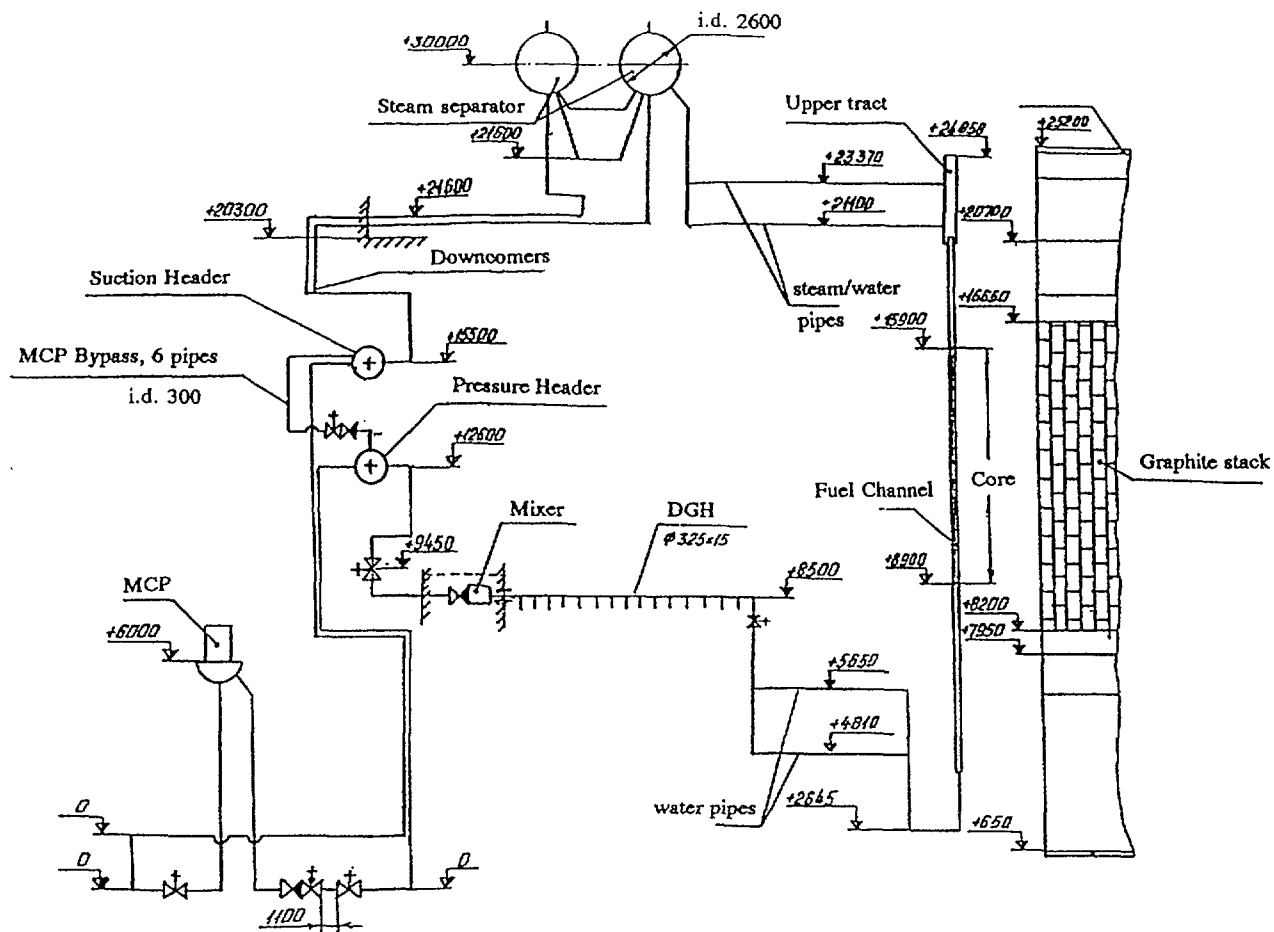 i.d. 2600
+30000
Steam separator
+21600
Upper tract
+24858
+25200
+23370
+21600
+21100
+20300
+20700
Downcomers
Suction Header
steam/water
pipes
+16650
+15900
MCP Bypass, 6 pipes
i.d. 300
+15500
Pressure Header
+12600
Graphite stack
Core
Fuel Channel
Mixer
DGH
φ 325×15
+9450
+8900
+8500
+8200
+7950
MCP
+6000
+5650
+4810
water pipes
+2645
+650
0
0
0
1100